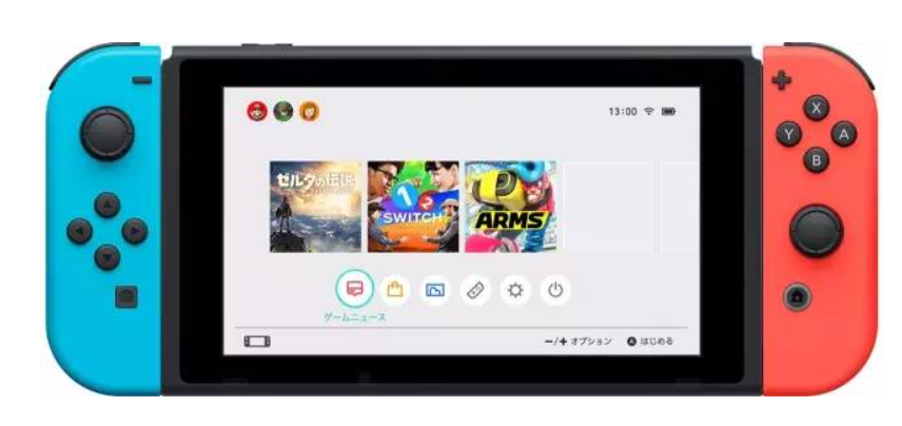 13:00
ゼルダの伝説
1 2
SWITCH
ARMS
ゲームニュース
−/+ オプション A はじめる
X
Y
A
B